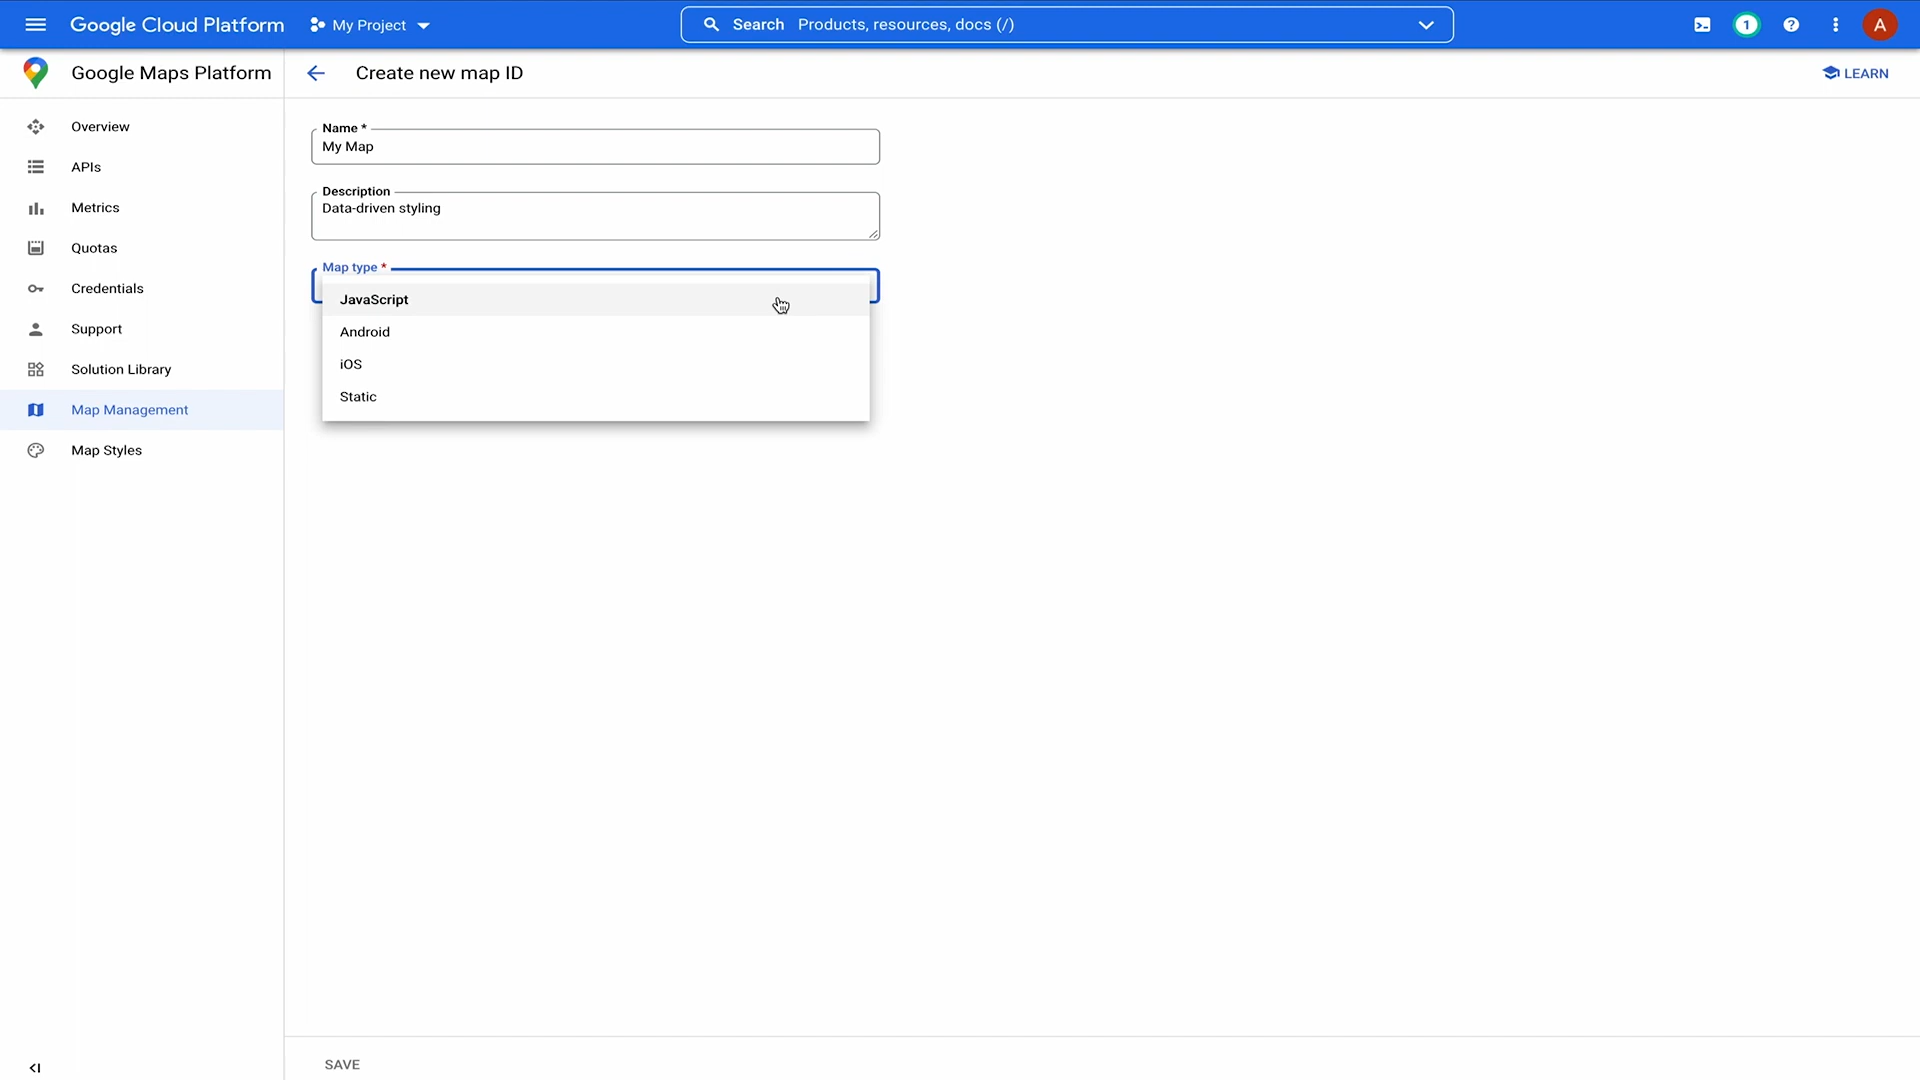 Google Cloud Platform
My Project
Search Products, resources, docs (/)
1
A
Google Maps Platform
Create new map ID
LEARN
Overview
APIs
Metrics
Quotas
Credentials
Support
Solution Library
Map Management
Map Styles
Name *
My Map
Description
Data-driven styling
Map type *
JavaScript
Android
iOS
Static
SAVE